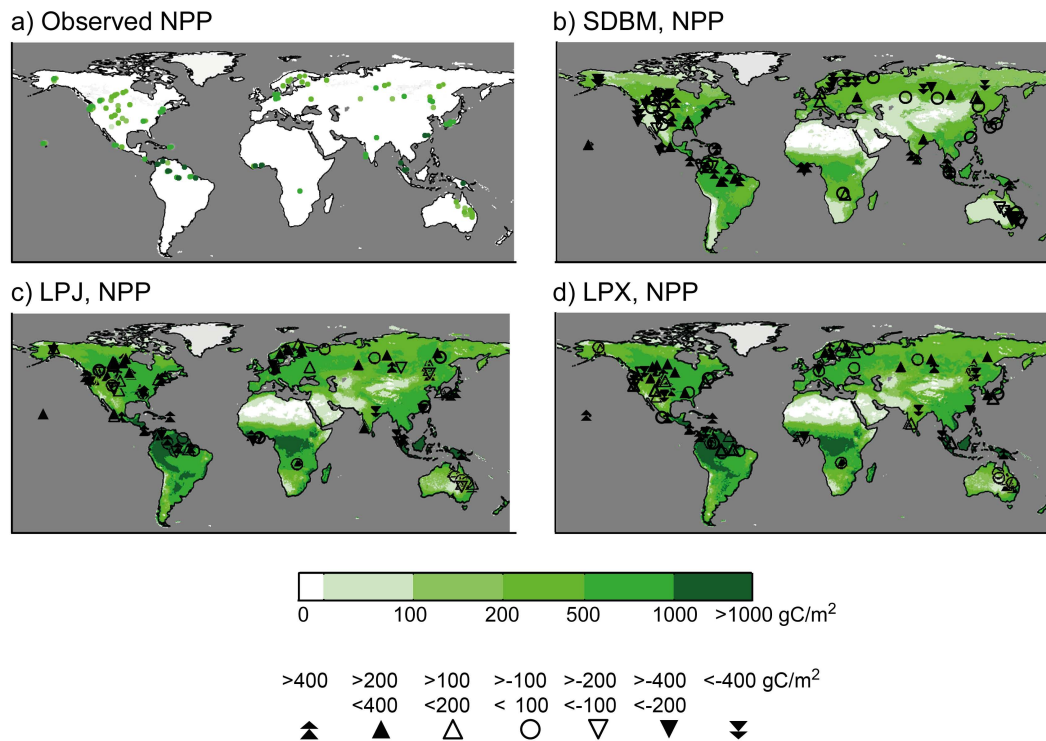 a) Observed NPP
b) SDBM, NPP
c) LPJ, NPP
d) LPX, NPP
0 100 200 500 1000 >1000 gC/m²
>400 >200 >100 >-100 >-200 >-400 <-400 gC/m²
<400 <200 < 100 <-100 <-200